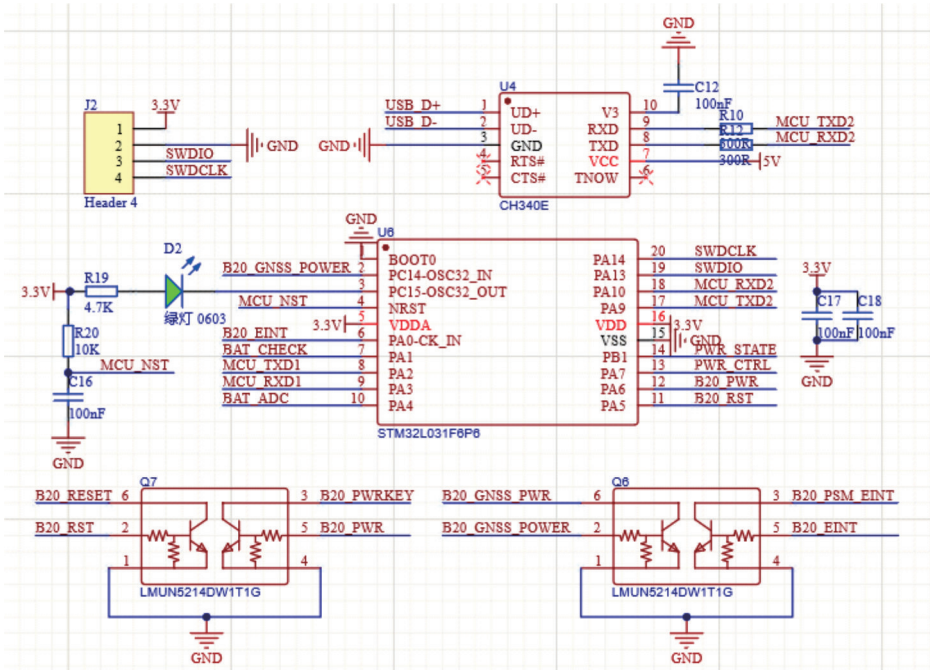 GND
U4
C12
J2
3.3V
USB_D+
1
UD+
V3
10
100nF
R10
1
USB_D-
2
UD-
RXD
9
R12
MCU_TXD2
2
GND
GND
3
GND
TXD
8
300R
MCU_RXD2
3
SWDIO
4
RTS#
VCC
7
300R
5V
4
SWDCLK
5
CTS#
TNOW
6
Header 4
CH340E
GND
U6
D2
1
BOOT0
PA14
20
SWDCLK
B20_GNSS_POWER
2
PC14-OSC32_IN
PA13
19
SWDIO
3.3V
R19
3
PC15-OSC32_OUT
PA10
18
MCU_RXD2
3.3V
4.7K
MCU_NST
4
NRST
PA9
17
MCU_TXD2
C17
C18
绿灯 0603
3.3V
5
VDDA
VDD
16
3.3V
R20
B20_EINT
6
PA0-CK_IN
VSS
15
GND
100nF
100nF
10K
BAT_CHECK
7
PA1
PB1
14
PWR_STATE
MCU_NST
MCU_TXD1
8
PA2
PA7
13
PWR_CTRL
GND
C16
MCU_RXD1
9
PA3
PA6
12
B20_PWR
100nF
BAT_ADC
10
PA4
PA5
11
B20_RST
STM32L031F6P6
GND
Q7
Q6
B20_RESET
6
3
B20_PWRKEY
B20_GNSS_PWR
6
3
B20_PSM_EINT
B20_RST
2
5
B20_PWR
B20_GNSS_POWER
2
5
B20_EINT
1
4
1
4
LMUN5214DW1T1G
LMUN5214DW1T1G
GND
GND